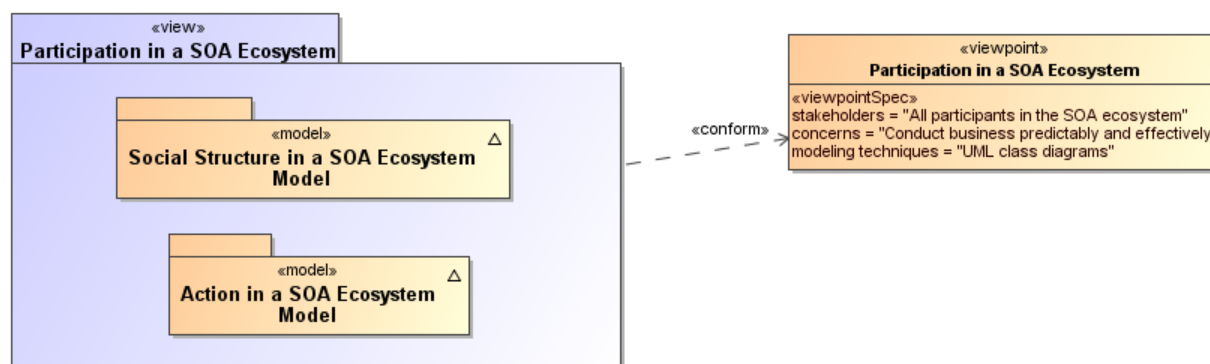 «view»
Participation in a SOA Ecosystem
«model»
Social Structure in a SOA Ecosystem
Model
«model»
Action in a SOA Ecosystem
Model
«conform»
«viewpoint»
Participation in a SOA Ecosystem
«viewpointSpec»
stakeholders = "All participants in the SOA ecosystem"
concerns = "Conduct business predictably and effectively
modeling techniques = "UML class diagrams"